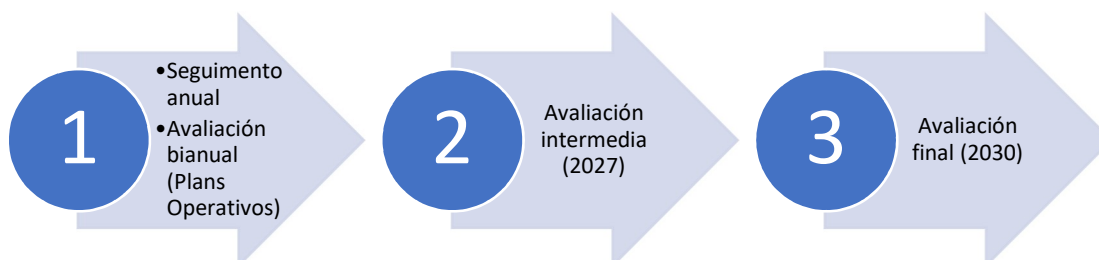 1
•Seguimento
anual
•Avaliación
bianual
(Plans
Operativos)
2
Avaliación
intermedia
(2027)
3
Avaliación
final (2030)